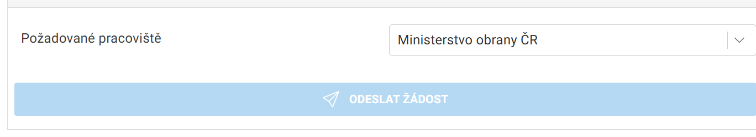 Požadované pracoviště
Ministerstvo obrany ČR
ODESLAT ŽÁDOST